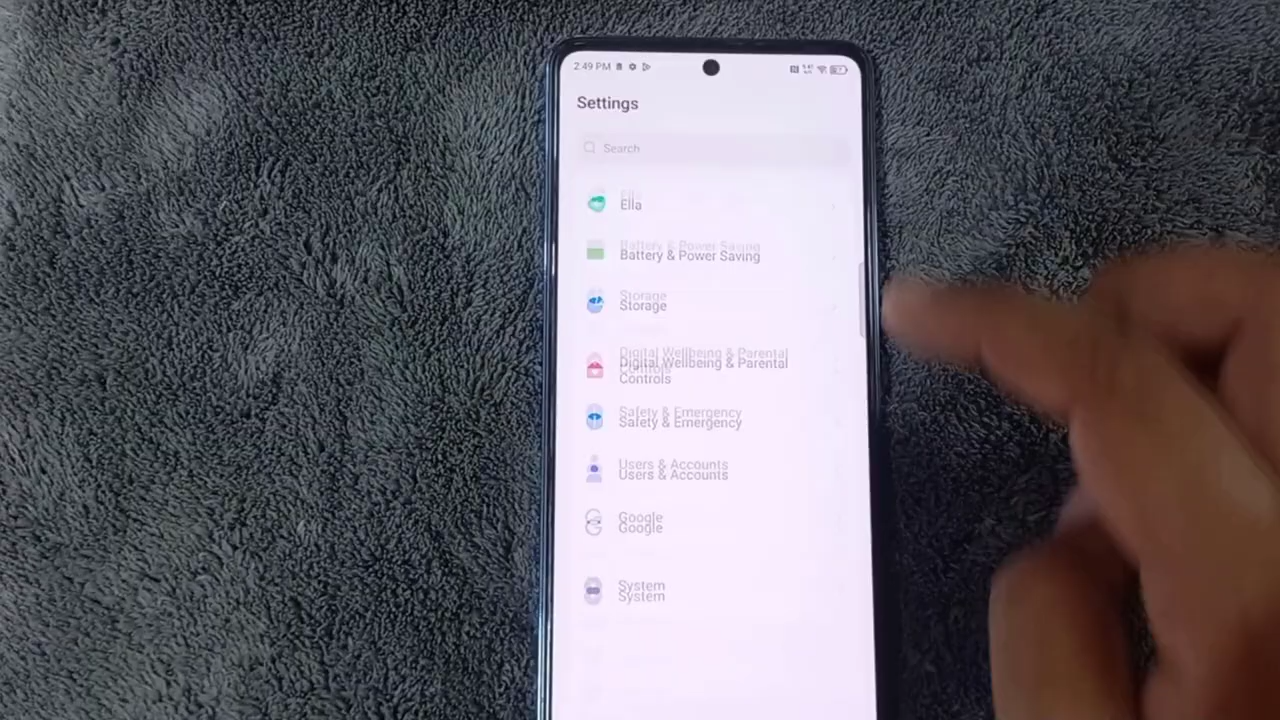 2:49 PM
Settings
Search
Ella
Battery & Power Saving
Storage
Digital Wellbeing & Parental
Controls
Safety & Emergency
Users & Accounts
Google
System